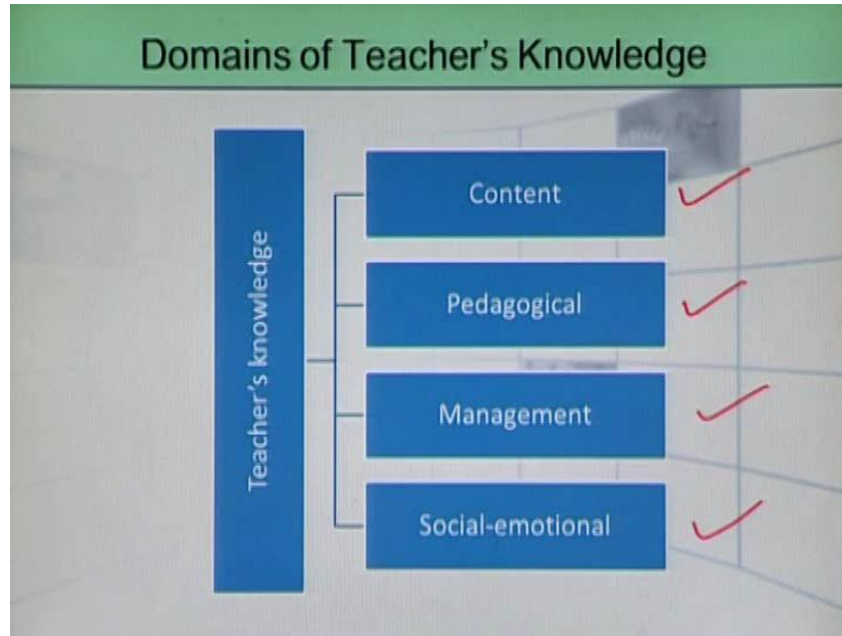 Domains of Teacher's Knowledge
Teacher's knowledge
Content
Pedagogical
Management
Social-emotional